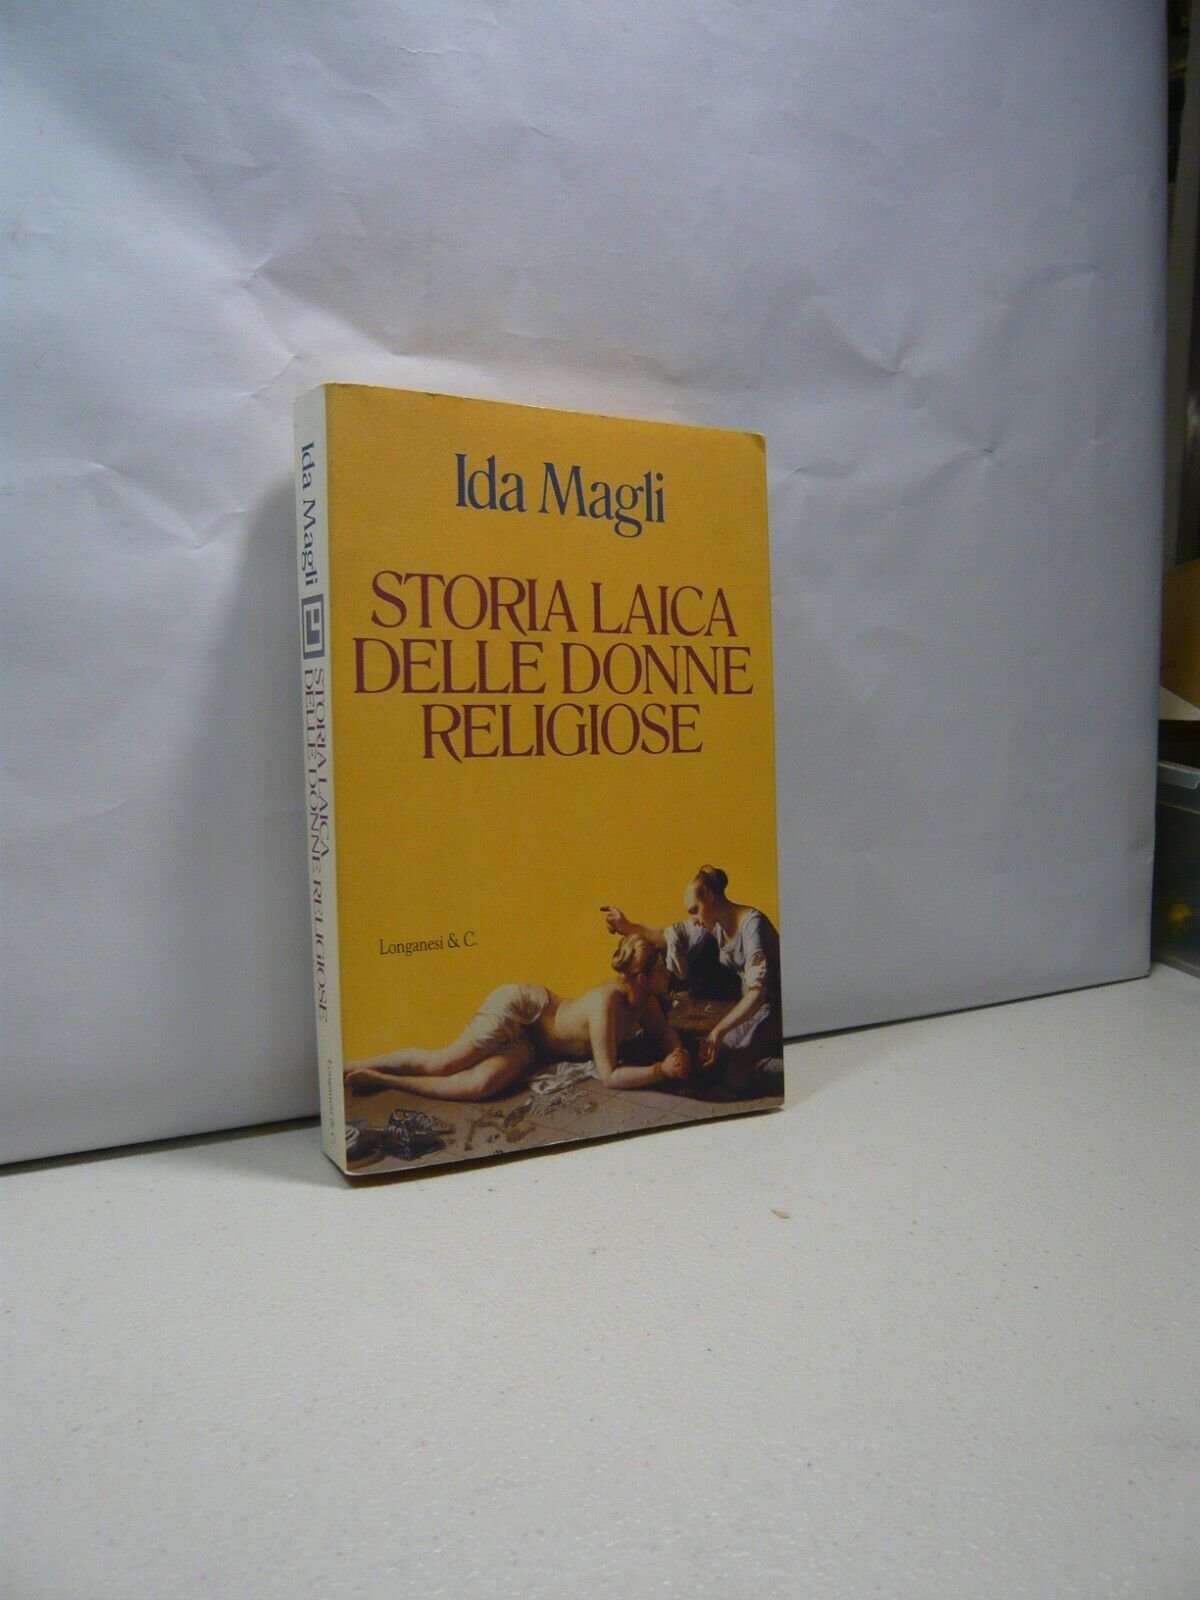 Ida Magli
STORIA LAICA
DELLE DONNE
RELIGIOSE
Longanesi & C.
Ida Magli
STORIA LAICA
DELLE DONNE RELIGIOSE
Longanesi & C.